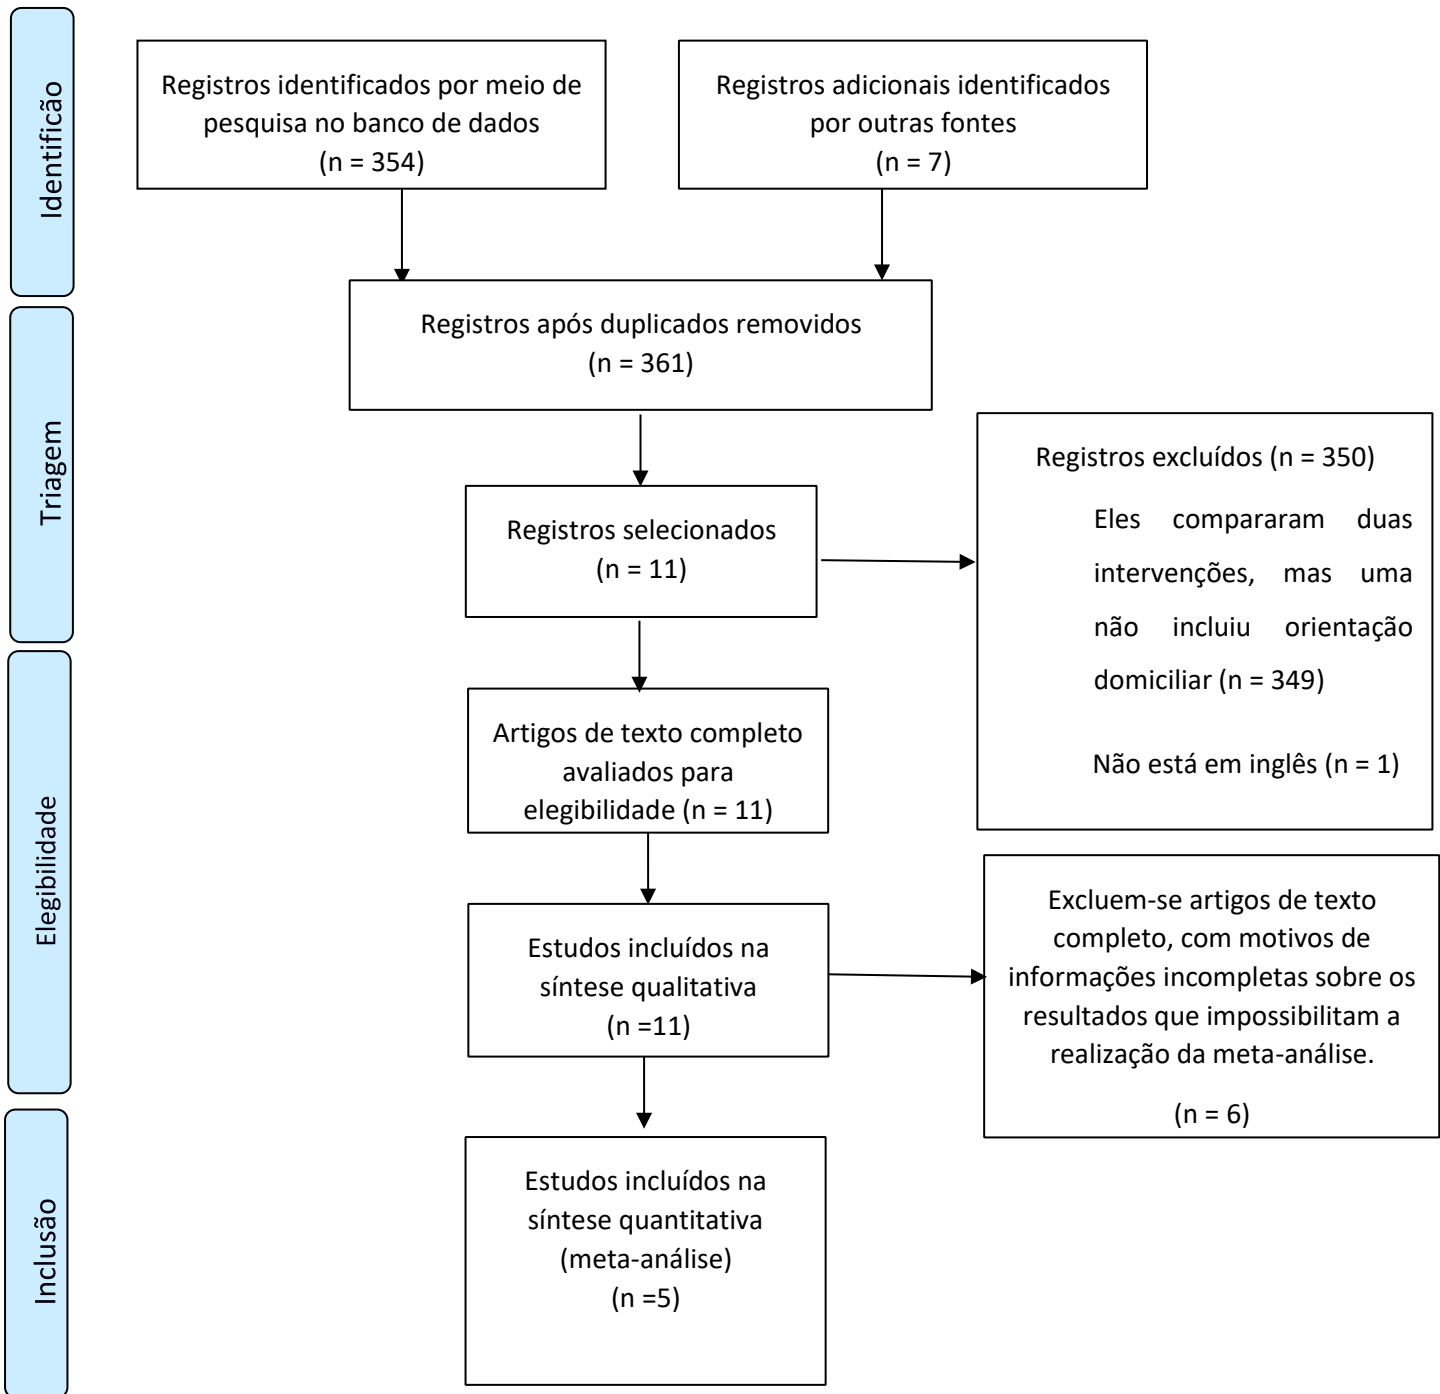 Identificão
Registros identificados por meio de
pesquisa no banco de dados
(n = 354)
Registros adicionais identificados
por outras fontes
(n = 7)
Registros após duplicados removidos
(n = 361)
Triagem
Registros selecionados
(n = 11)
Registros excluídos (n = 350)
Eles compararam duas
intervenções, mas uma
não incluiu orientação
domiciliar (n = 349)
Não está em inglês (n = 1)
Elegibilidade
Artigos de texto completo
avaliados para
elegibilidade (n = 11)
Estudos incluídos na
síntese qualitativa
(n =11)
Excluem-se artigos de texto
completo, com motivos de
informações incompletas sobre os
resultados que impossibilitam a
realização da meta-análise.
(n = 6)
Inclusão
Estudos incluídos na
síntese quantitativa
(meta-análise)
(n =5)